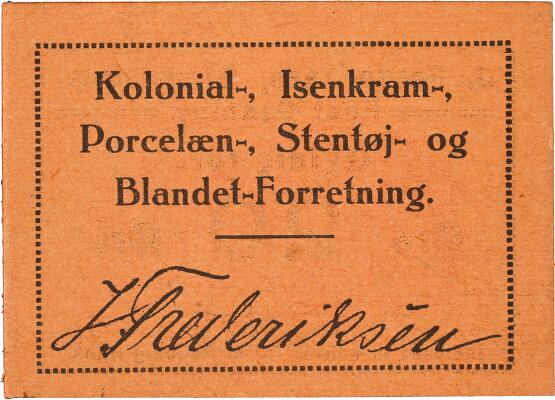 Kolonial-, Isenkram-,
Porcelæn-, Stentøj- og
Blandet-Forretning.
J Frederiksen